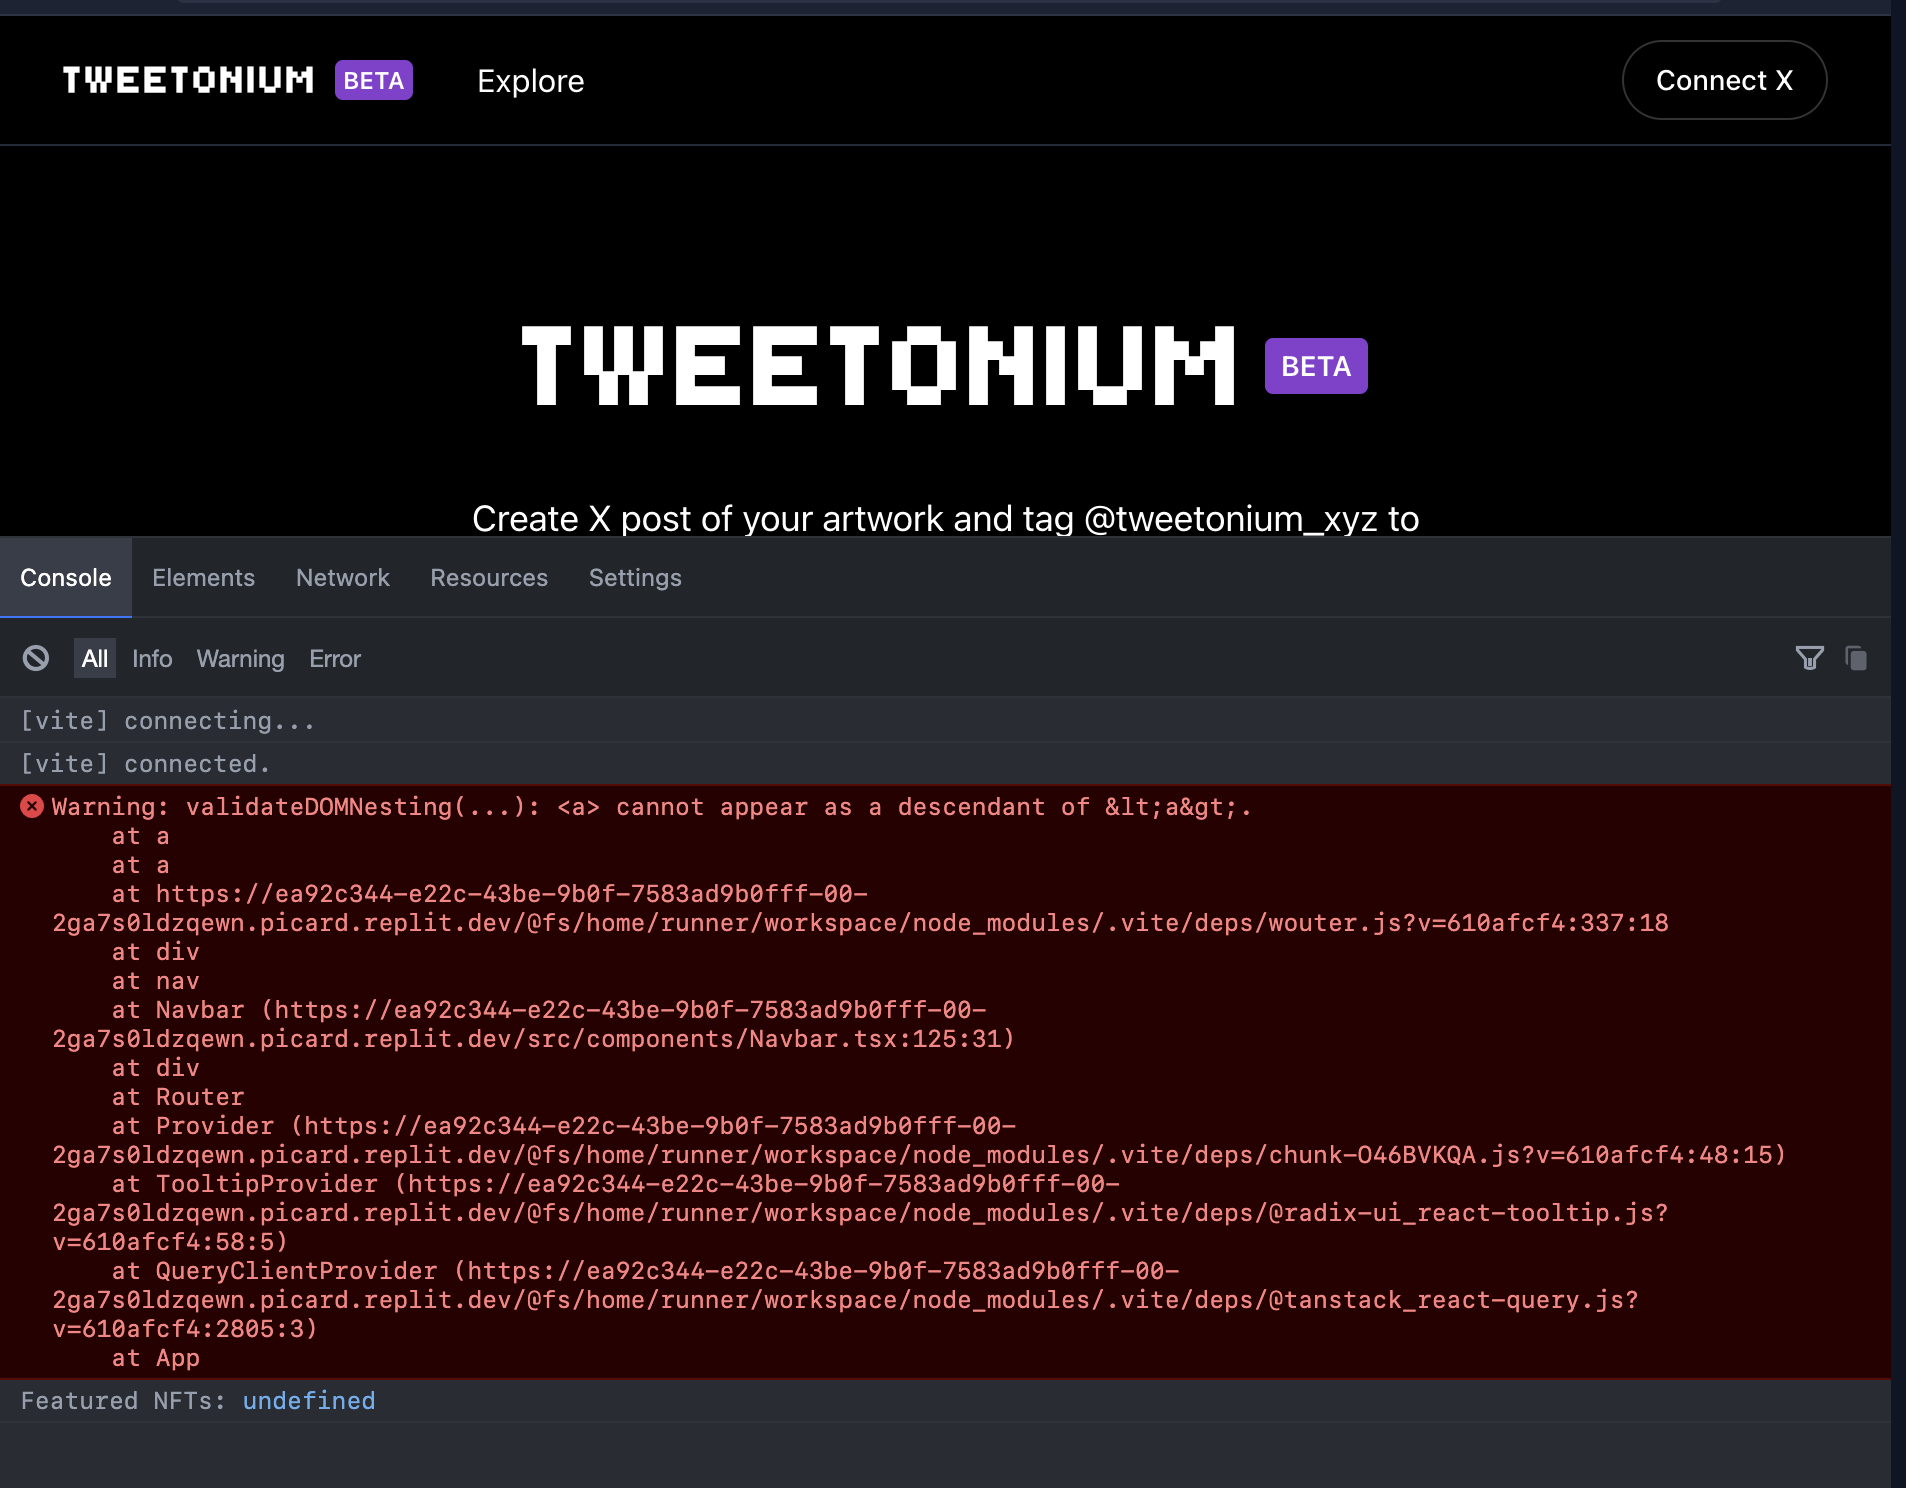 TWEETONIUM BETA Explore Connect X
TWEETONIUM BETA
Create X post of your artwork and tag @tweetonium_xyz to
Console Elements Network Resources Settings
All Info Warning Error
[vite] connecting...
[vite] connected.
Warning: validateDOMNesting(...): <a> cannot appear as a descendant of &lt;a&gt;.
at a
at a
at https://ea92c344-e22c-43be-9b0f-7583ad9b0fff-00-
2ga7s0ldzqewn.picard.replit.dev/@fs/home/runner/workspace/node_modules/.vite/deps/wouter.js?v=610afcf4:337:18
at div
at nav
at Navbar (https://ea92c344-e22c-43be-9b0f-7583ad9b0fff-00-
2ga7s0ldzqewn.picard.replit.dev/src/components/Navbar.tsx:125:31)
at div
at Router
at Provider (https://ea92c344-e22c-43be-9b0f-7583ad9b0fff-00-
2ga7s0ldzqewn.picard.replit.dev/@fs/home/runner/workspace/node_modules/.vite/deps/chunk-O46BVKQA.js?v=610afcf4:48:15)
at TooltipProvider (https://ea92c344-e22c-43be-9b0f-7583ad9b0fff-00-
2ga7s0ldzqewn.picard.replit.dev/@fs/home/runner/workspace/node_modules/.vite/deps/@radix-ui_react-tooltip.js?
v=610afcf4:58:5)
at QueryClientProvider (https://ea92c344-e22c-43be-9b0f-7583ad9b0fff-00-
2ga7s0ldzqewn.picard.replit.dev/@fs/home/runner/workspace/node_modules/.vite/deps/@tanstack_react-query.js?
v=610afcf4:2805:3)
at App
Featured NFTs: undefined